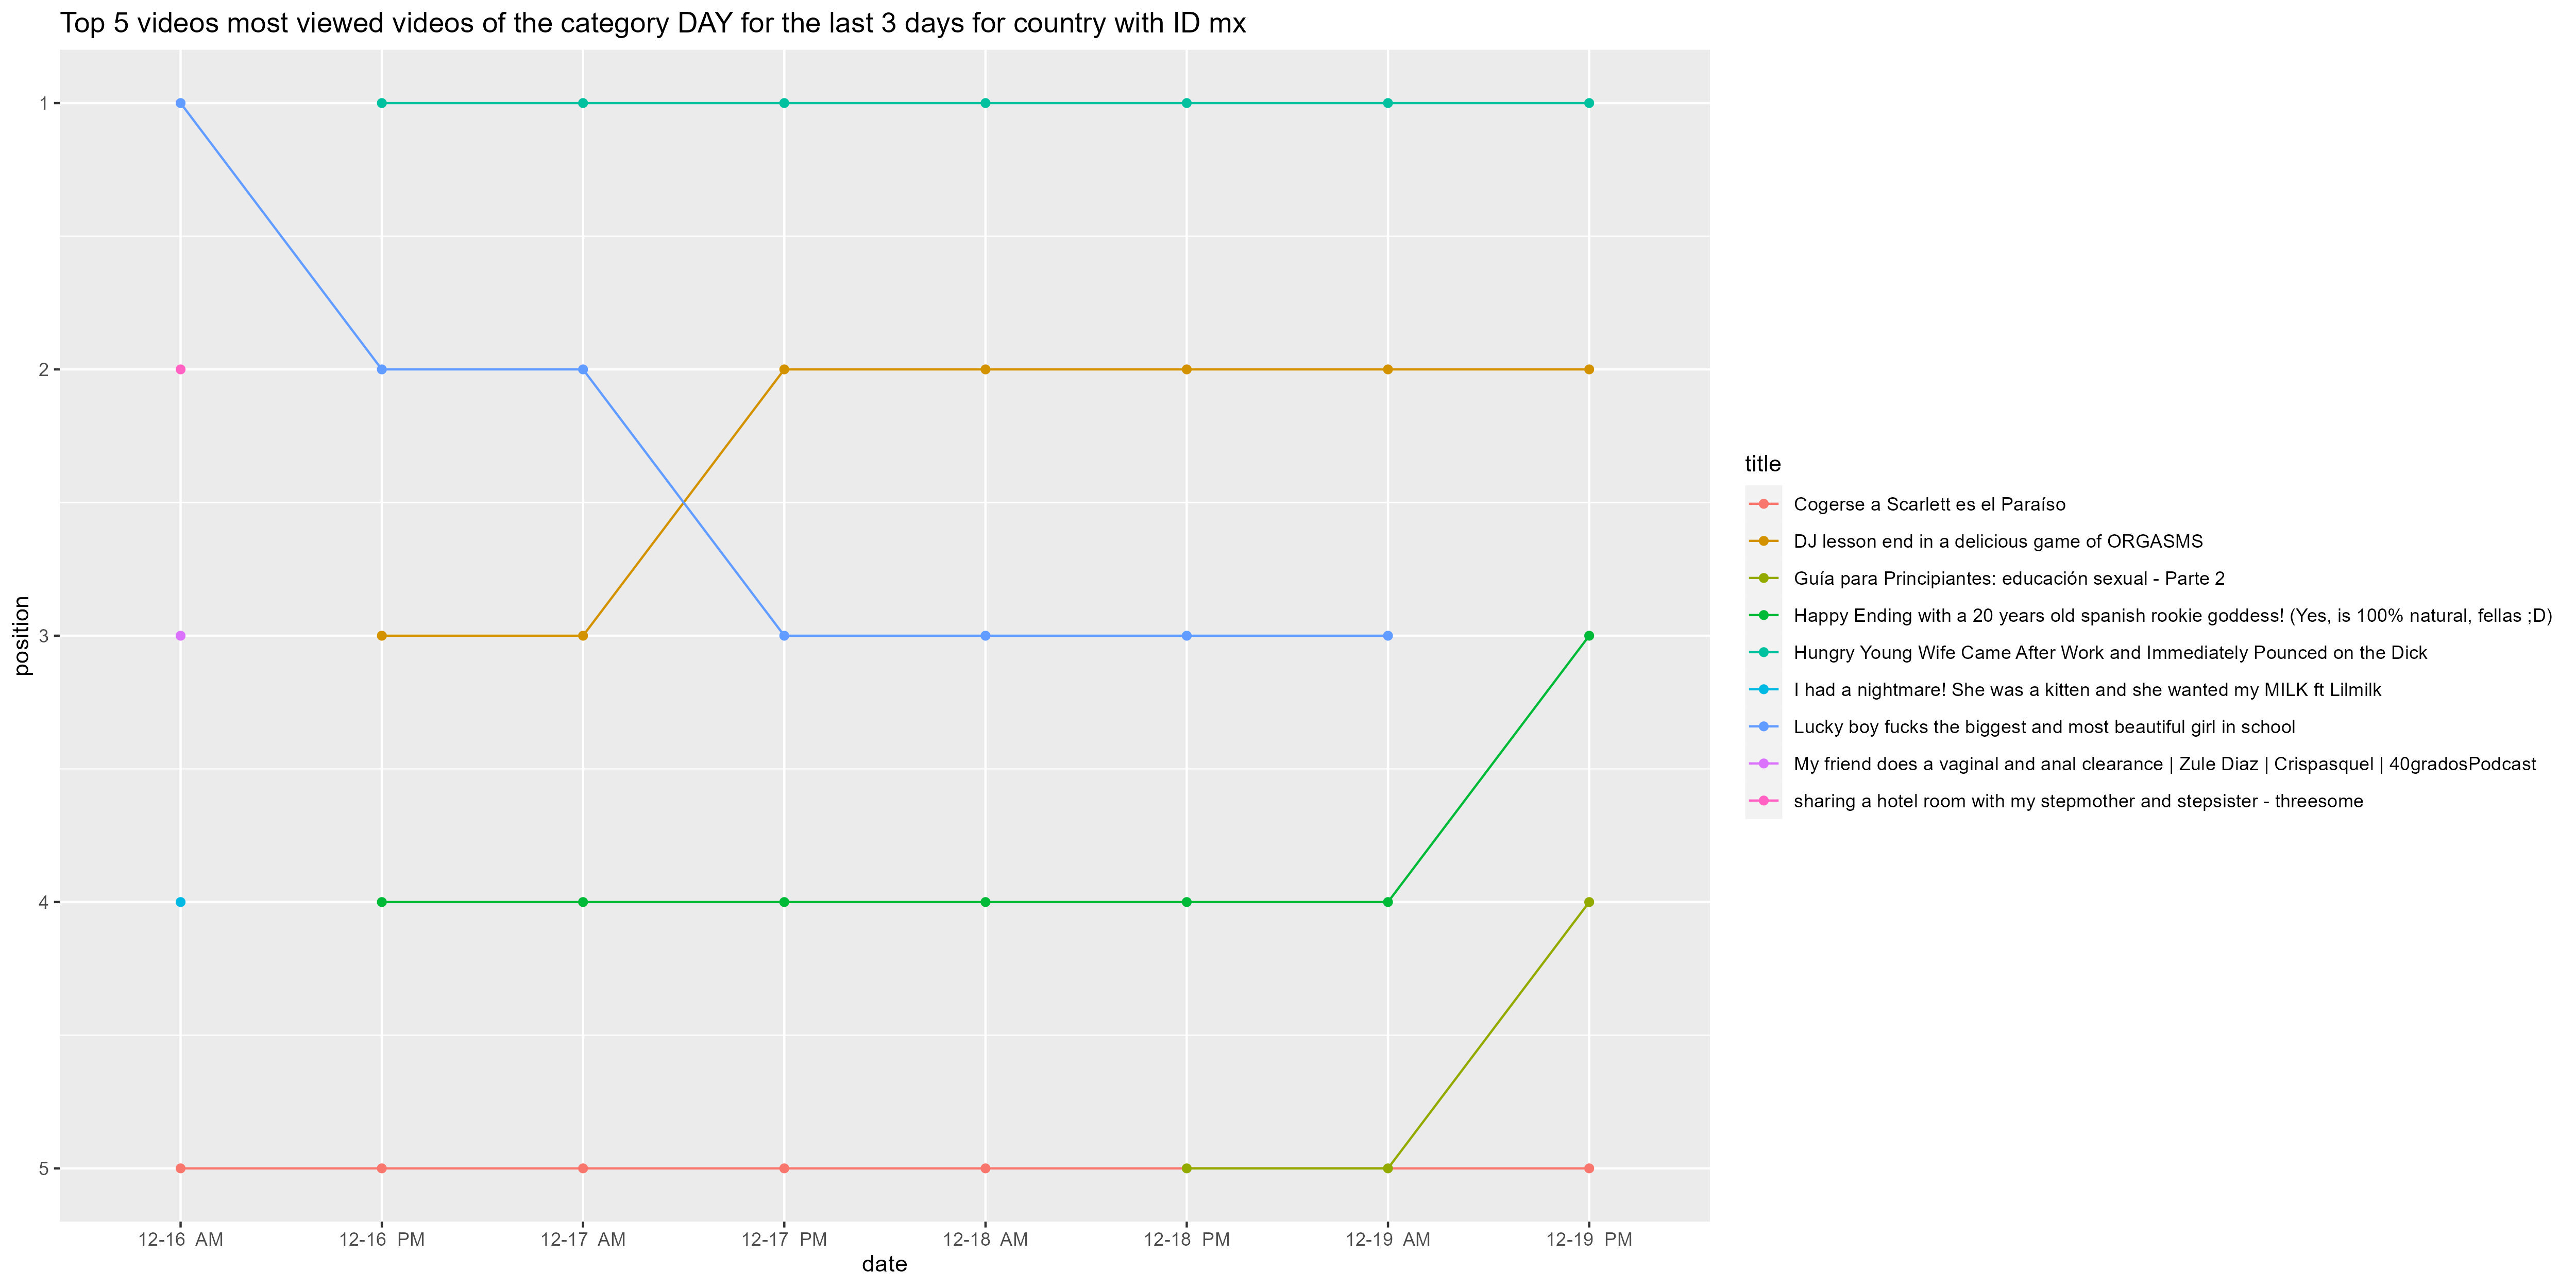 Top 5 videos most viewed videos of the category DAY for the last 3 days for country with ID mx
position
1
2
3
4
5
12-16 AM
12-16 PM
12-17 AM
12-17 PM
12-18 AM
12-18 PM
12-19 AM
12-19 PM
date
title
Cogerse a Scarlett es el Paraíso
DJ lesson end in a delicious game of ORGASMS
Guía para Principiantes: educación sexual - Parte 2
Happy Ending with a 20 years old spanish rookie goddess! (Yes, is 100% natural, fellas ;D)
Hungry Young Wife Came After Work and Immediately Pounced on the Dick
I had a nightmare! She was a kitten and she wanted my MILK ft Lilmilk
Lucky boy fucks the biggest and most beautiful girl in school
My friend does a vaginal and anal clearance | Zule Diaz | Crispasquel | 40gradosPodcast
sharing a hotel room with my stepmother and stepsister - threesome